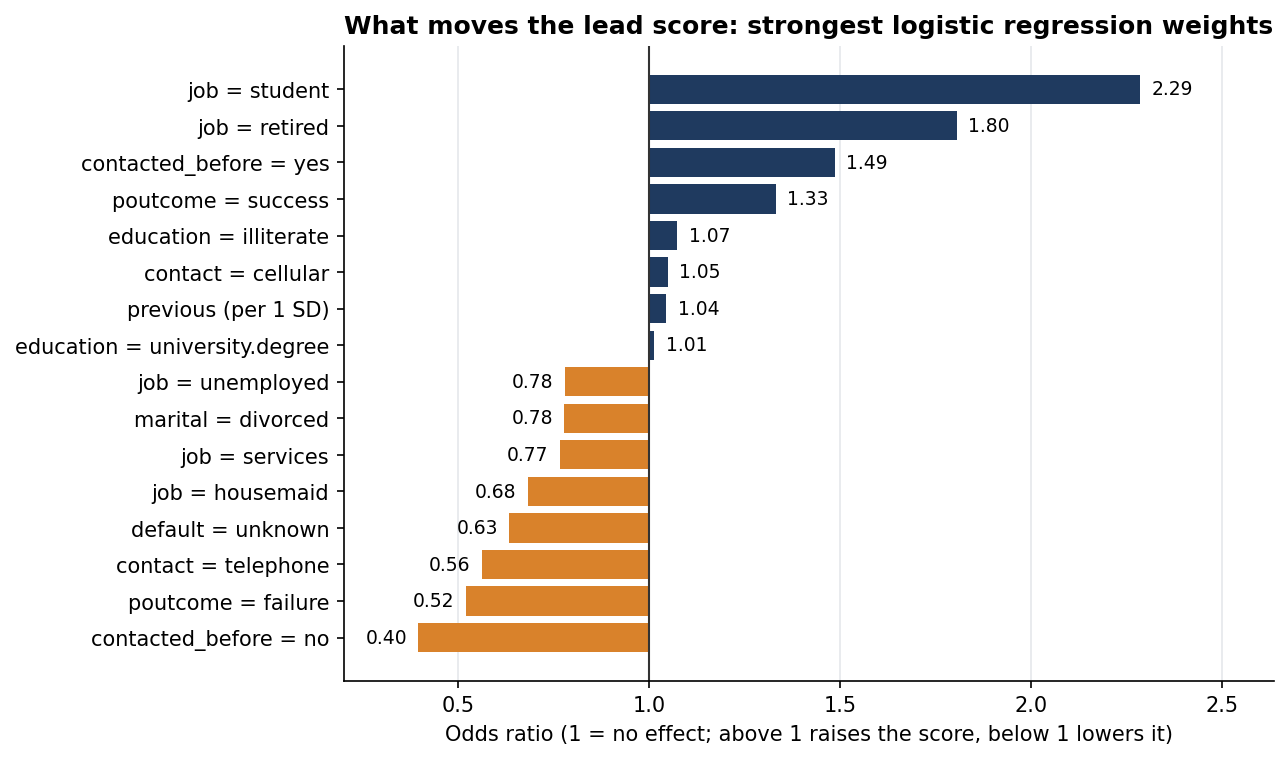 What moves the lead score: strongest logistic regression weights
job = student 2.29
job = retired 1.80
contacted_before = yes 1.49
poutcome = success 1.33
education = illiterate 1.07
contact = cellular 1.05
previous (per 1 SD) 1.04
education = university.degree 1.01
job = unemployed 0.78
marital = divorced 0.78
job = services 0.77
job = housemaid 0.68
default = unknown 0.63
contact = telephone 0.56
poutcome = failure 0.52
contacted_before = no 0.40
0.5 1.0 1.5 2.0 2.5
Odds ratio (1 = no effect; above 1 raises the score, below 1 lowers it)